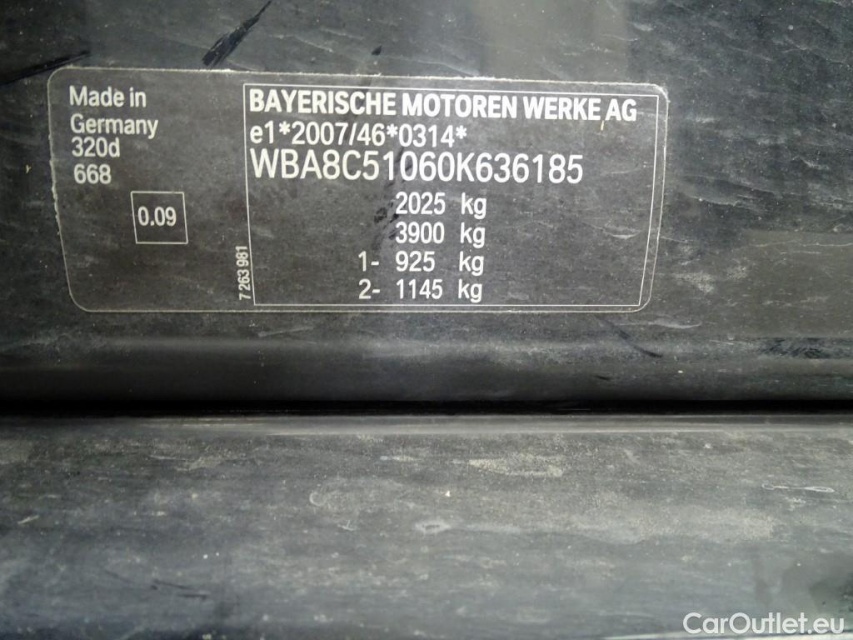 Made in
Germany
320d
668
0.09
7 263 981
BAYERISCHE MOTOREN WERKE AG
e1*2007/46*0314*
WBA8C51060K636185
2025 kg
3900 kg
1- 925 kg
2- 1145 kg
CarOutlet.eu